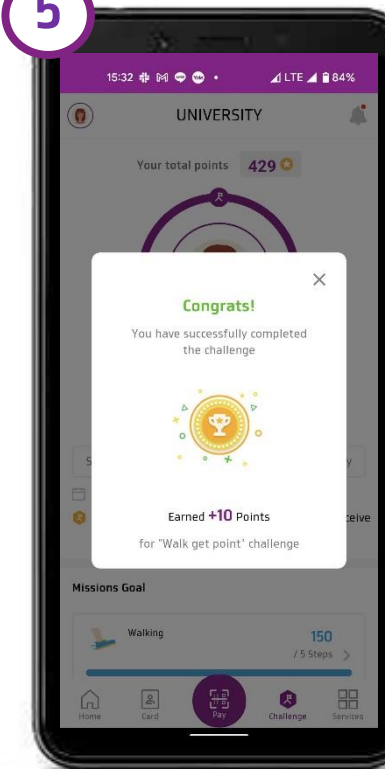 5
15:32
LTE 84%
UNIVERSITY
Your total points 429
Congrats!
You have successfully completed
the challenge
S
y
ceive
Earned +10 Points
for "Walk get point' challenge
Missions Goal
Walking
150
/ 5 Steps >
Home Card Pay Challenge Services